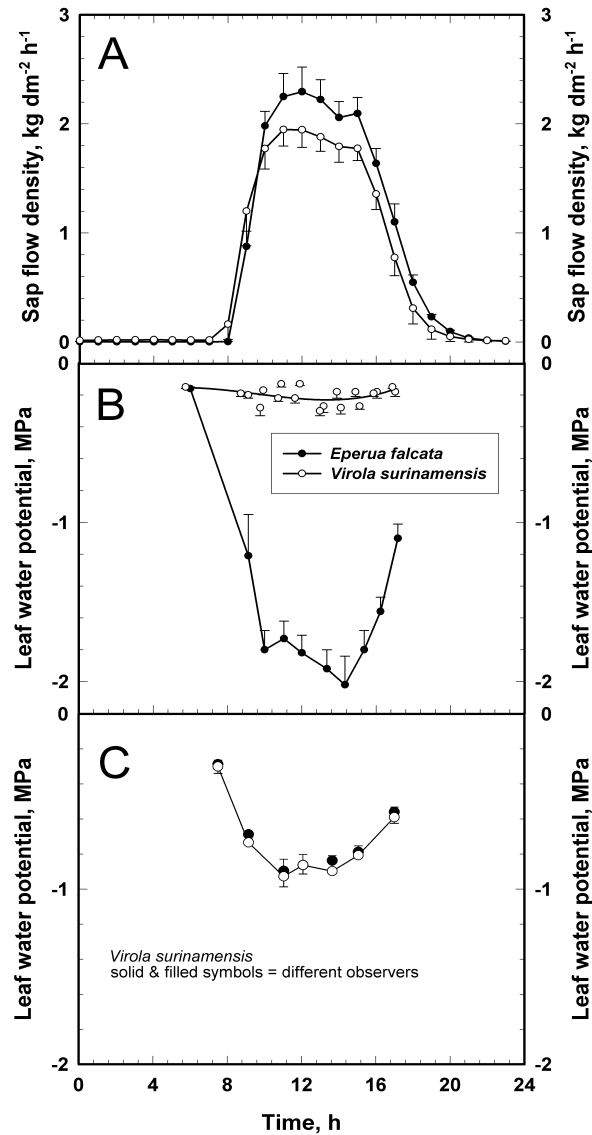 A
Sap flow density, kg dm-2 h-1
Sap flow density, kg dm-2 h-1
3
2
1
0
3
2
1
0
B
Leaf water potential, MPa
Leaf water potential, MPa
0
-1
-2
0
-1
-2
Eperua falcata
Virola surinamensis
C
Leaf water potential, MPa
Leaf water potential, MPa
0
-1
-2
0
-1
-2
Virola surinamensis
solid & filled symbols = different observers
0 4 8 12 16 20 24
Time, h